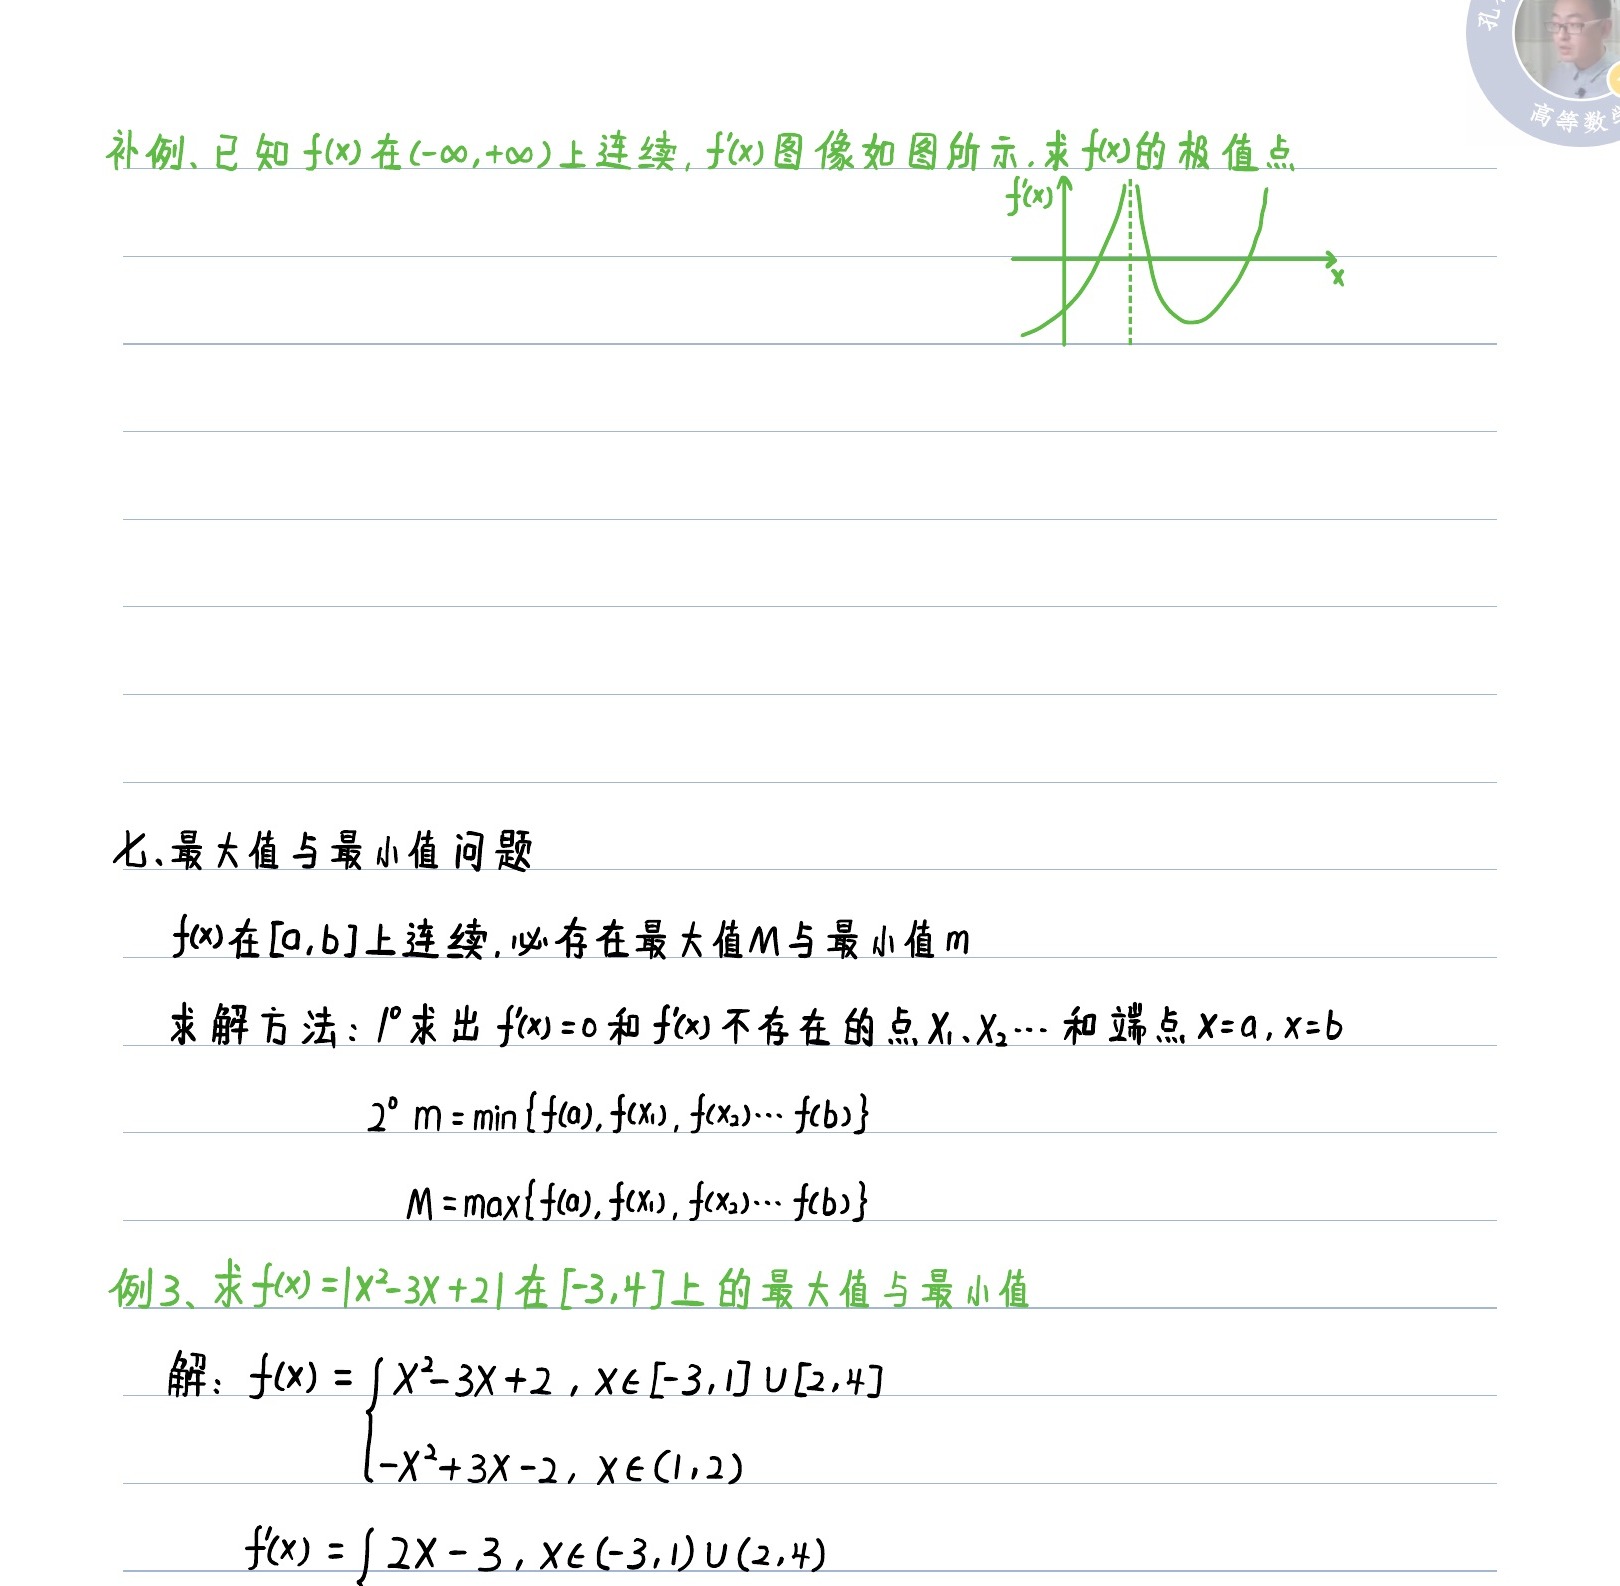 孔
高等数学
补例、已知f(x)在(-∞,+∞)上连续,f'(x)图像如图所示.求f(x)的极值点
f'(x)
x
七、最大值与最小值问题
f(x)在[a,b]上连续,必存在最大值M与最小值m
求解方法:1°求出f'(x)=0和f'(x)不存在的点x₁、x₂…和端点x=a,x=b
2° m=min{f(a),f(x₁),f(x₂)…f(b)}
M=max{f(a),f(x₁),f(x₂)…f(b)}
例3、求f(x)=|x²-3x+2|在[-3,4]上的最大值与最小值
解:f(x)={x²-3x+2,x∈[-3,1]∪[2,4]
-x²+3x-2,x∈(1,2)
f'(x)={2x-3,x∈(-3,1)∪(2,4)